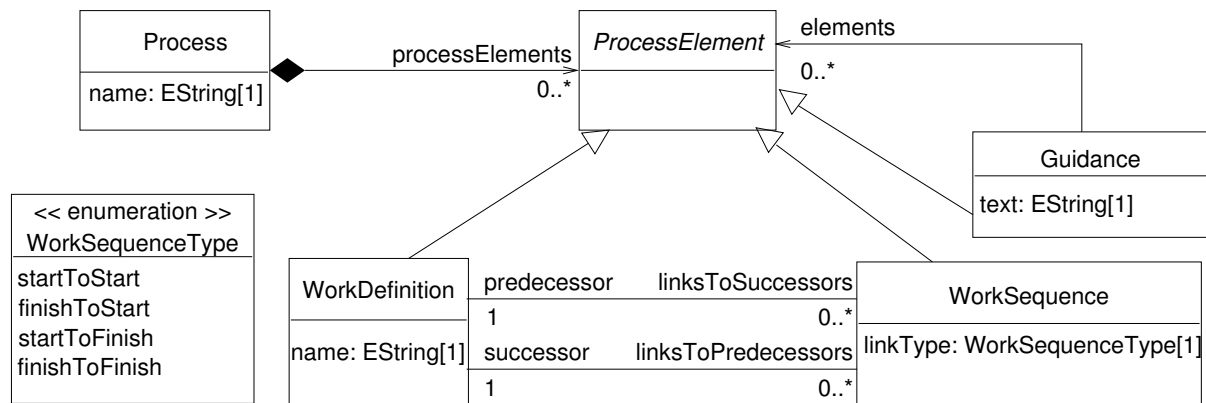 Process
name: EString[1]
processElements
0..*
ProcessElement
elements
0..*
Guidance
text: EString[1]
<< enumeration >>
WorkSequenceType
startToStart
finishToStart
startToFinish
finishToFinish
WorkDefinition
name: EString[1]
predecessor
linksToSuccessors
1
0..*
successor
linksToPredecessors
1
0..*
WorkSequence
linkType: WorkSequenceType[1]